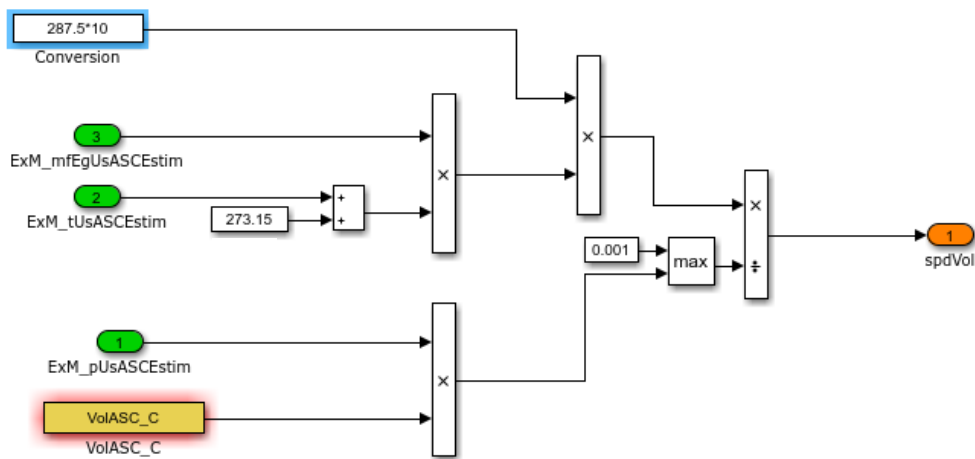 287.5*10
Conversion
3
ExM_mfEgUsASCEstim
2
ExM_tUsASCEstim
273.15
+
+
×
×
0.001
max
×
÷
1
spdVol
1
ExM_pUsASCEstim
×
VolASC_C
VolASC_C